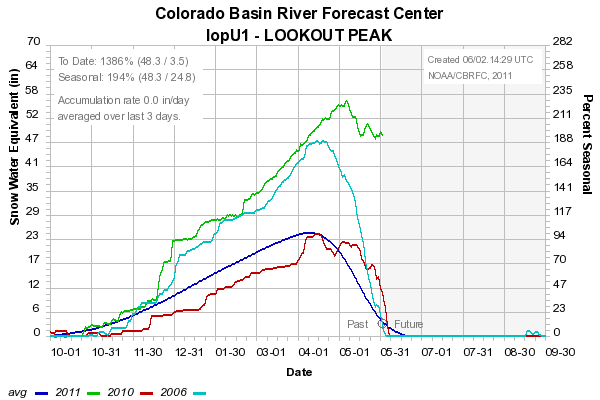 Colorado Basin River Forecast Center
lopU1 - LOOKOUT PEAK
To Date: 1386% (48.3 / 3.5)
Seasonal: 194% (48.3 / 24.8)
Accumulation rate 0.0 in/day
averaged over last 3 days.
Created 06/02.14:29 UTC
NOAA/CBRFC, 2011
Snow Water Equivalent (in)
70
64
58
52
47
41
35
29
23
17
12
6
0
Percent Seasonal
282
258
235
211
188
164
141
117
94
70
47
23
0
Past
Future
10-01 10-31 11-30 12-31 01-30 03-01 04-01 05-01 05-31 07-01 07-31 08-30 09-30
Date
avg 2011 2010 2006